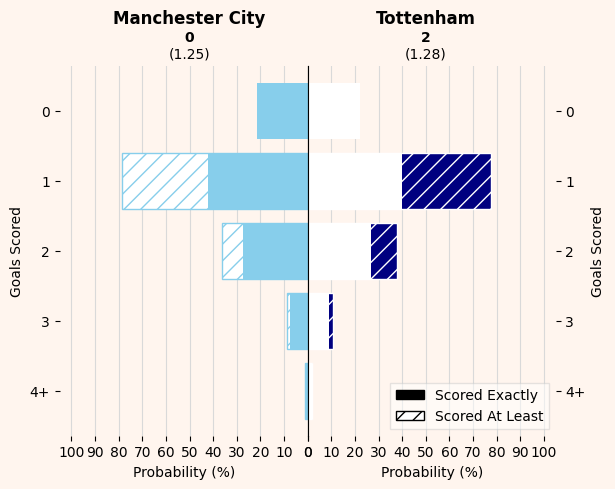 Manchester City Tottenham
0 2
(1.25) (1.28)
0 0
1 1
2 2
3 3
4+ 4+
Goals Scored
Goals Scored
Scored Exactly
Scored At Least
100 90 80 70 60 50 40 30 20 10 0 0 10 20 30 40 50 60 70 80 90 100
Probability (%) Probability (%)